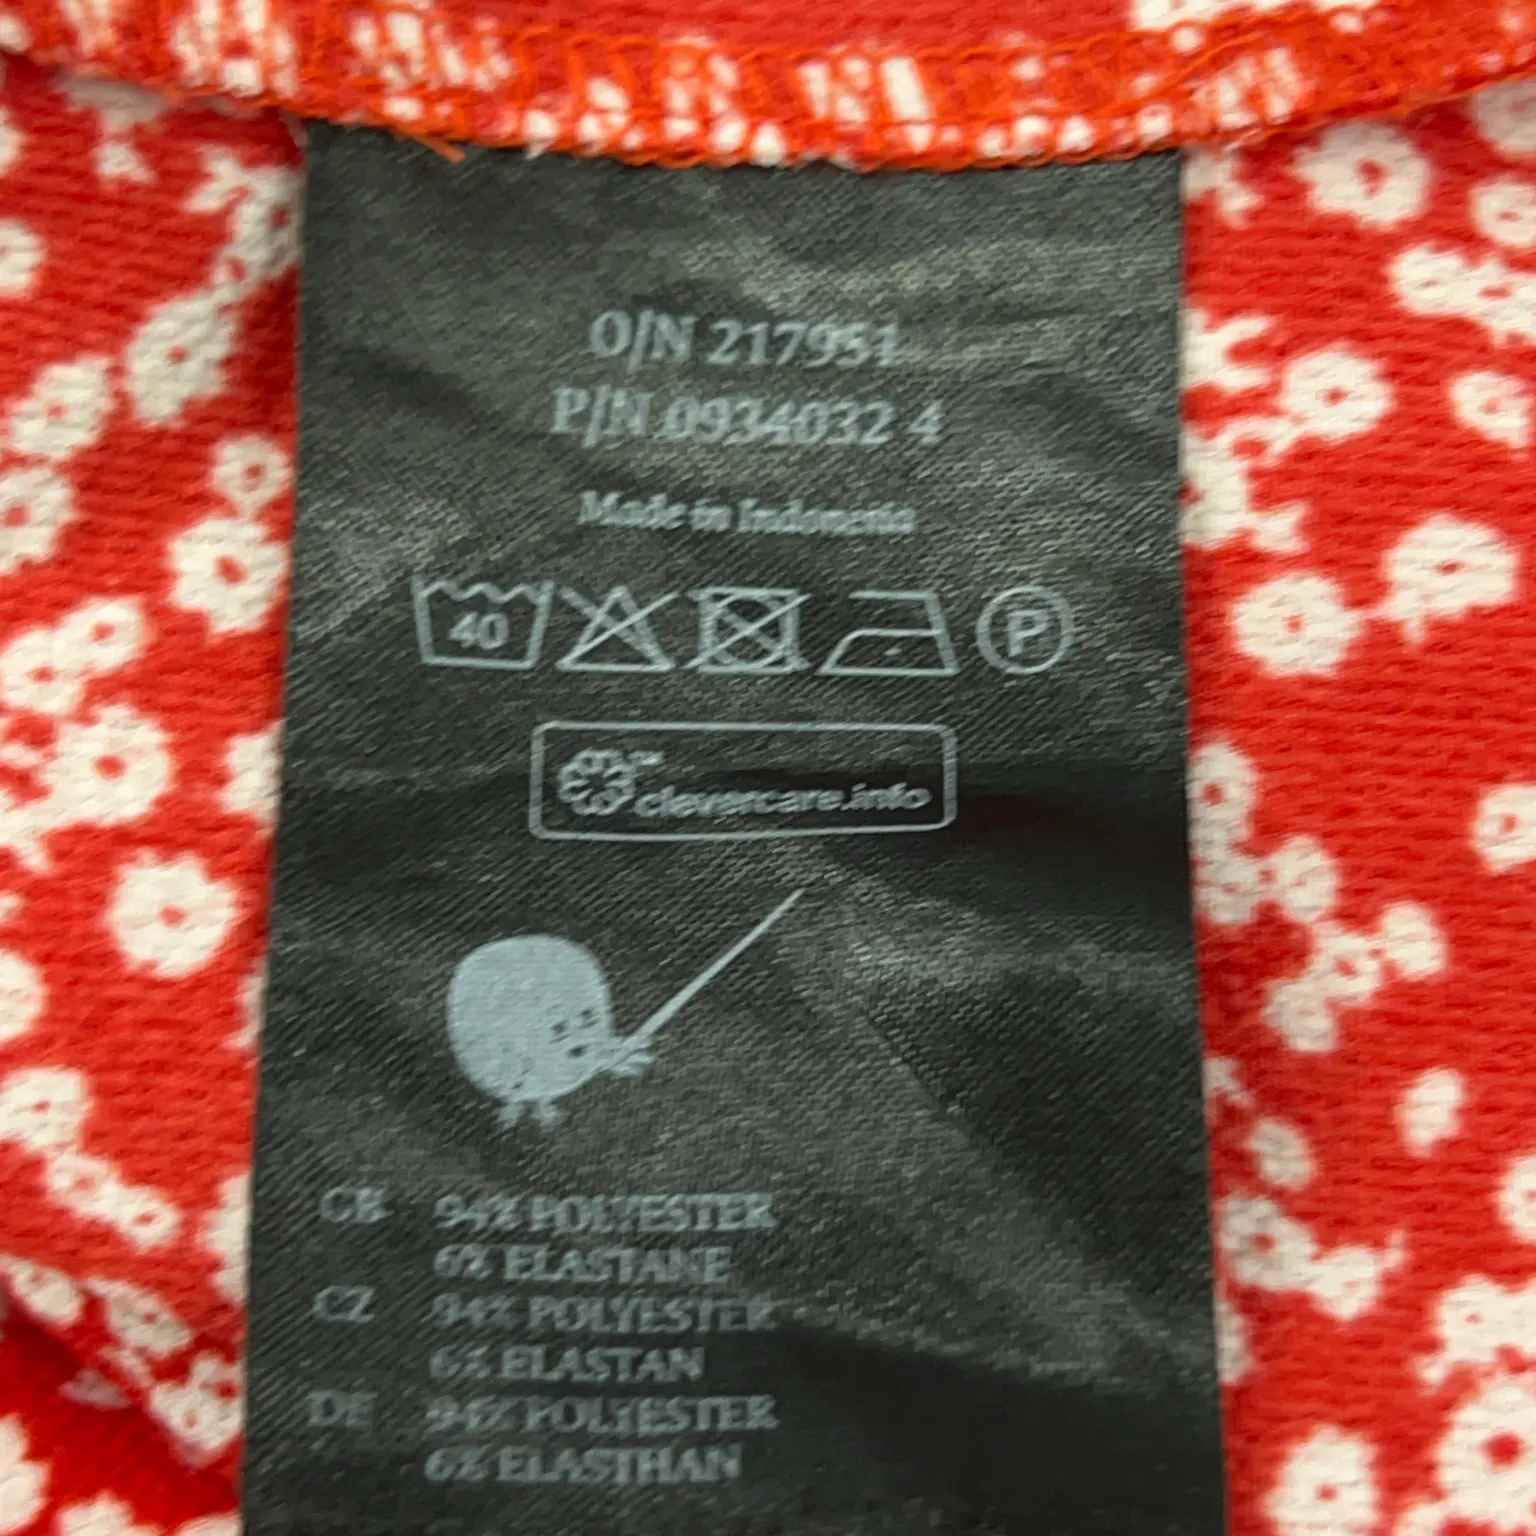 O/N 217951
P/N 0934032 4
Made in Indonesia
40 P
clevercare.info
GB 94% POLYESTER
6% ELASTANE
CZ 94% POLYESTER
6% ELASTAN
DE 94% POLYESTER
6% ELASTHAN